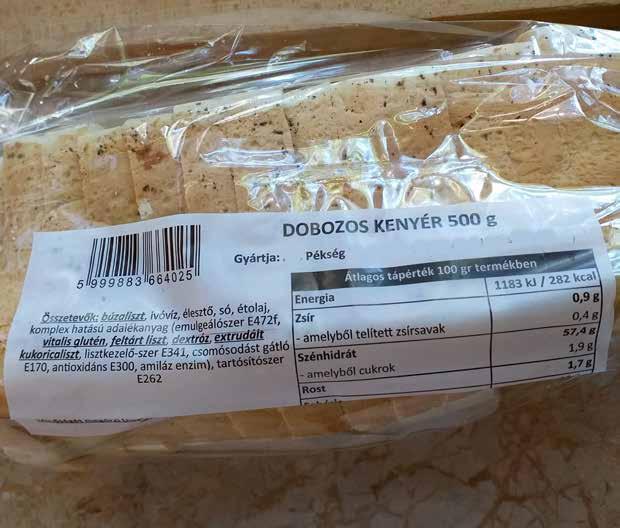 DOBOZOS KENYÉR 500 g
Gyártja: . Pékség
5 999883 664025
Összetevők: búzaliszt, ivóvíz, élesztő, só, étolaj,
komplex hatású adalékanyag (emulgeálószer E472f,
vitalis glutén, feltárt liszt, dextróz, extrudált
kukoricaliszt, lisztkezelő-szer E341, csomósodást gátló
E170, antioxidáns E300, amiláz enzim), tartósítószer
E262
Átlagos tápérték 100 gr termékben
Energia 1183 kJ / 282 kcal
Zsír 0,9 g
- amelyből telített zsírsavak 0,4 g
Szénhidrát 57,4 g
- amelyből cukrok 1,9 g
Rost 1,7 g